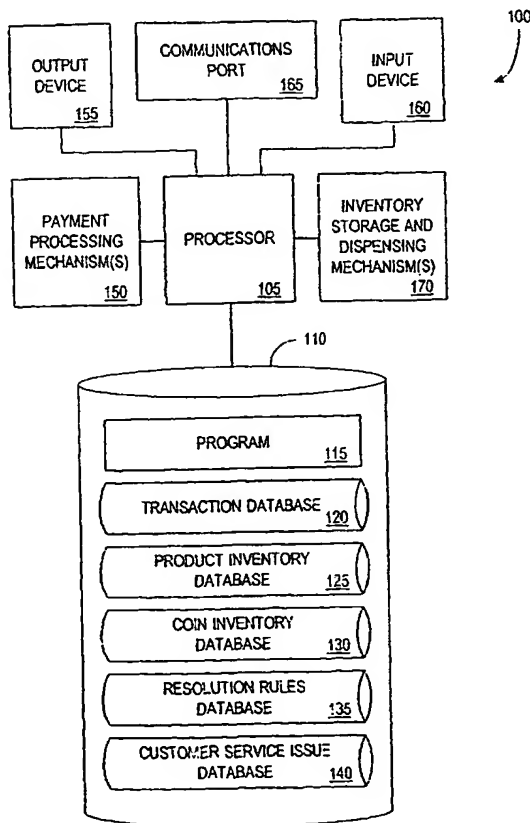 100
OUTPUT
DEVICE
155
COMMUNICATIONS
PORT
165
INPUT
DEVICE
160
PAYMENT
PROCESSING
MECHANISM(S)
150
PROCESSOR
105
INVENTORY
STORAGE AND
DISPENSING
MECHANISM(S)
170
110
PROGRAM
115
TRANSACTION DATABASE
120
PRODUCT INVENTORY
DATABASE
125
COIN INVENTORY
DATABASE
130
RESOLUTION RULES
DATABASE
135
CUSTOMER SERVICE ISSUE
DATABASE
140